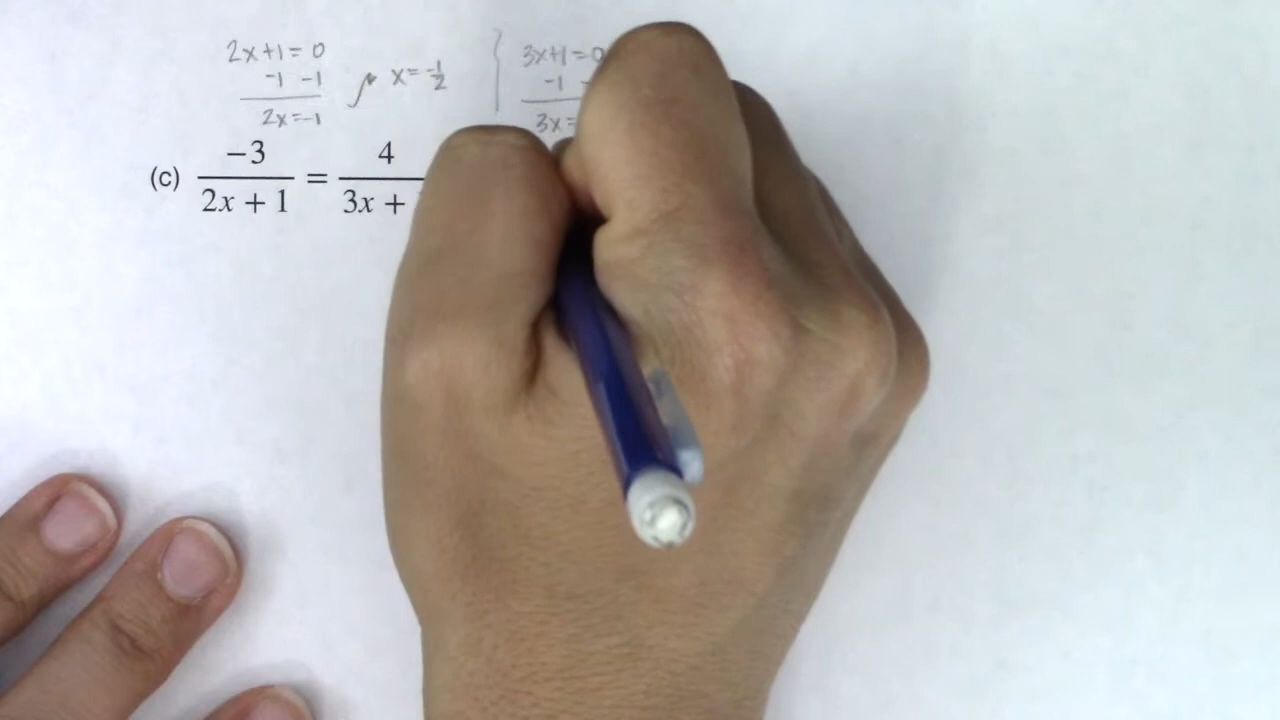 2x+1=0
-1 -1
2x=-1
x=-1/2
3x+1=0
-1
3x=
(c) −3/(2x + 1) = 4/(3x +